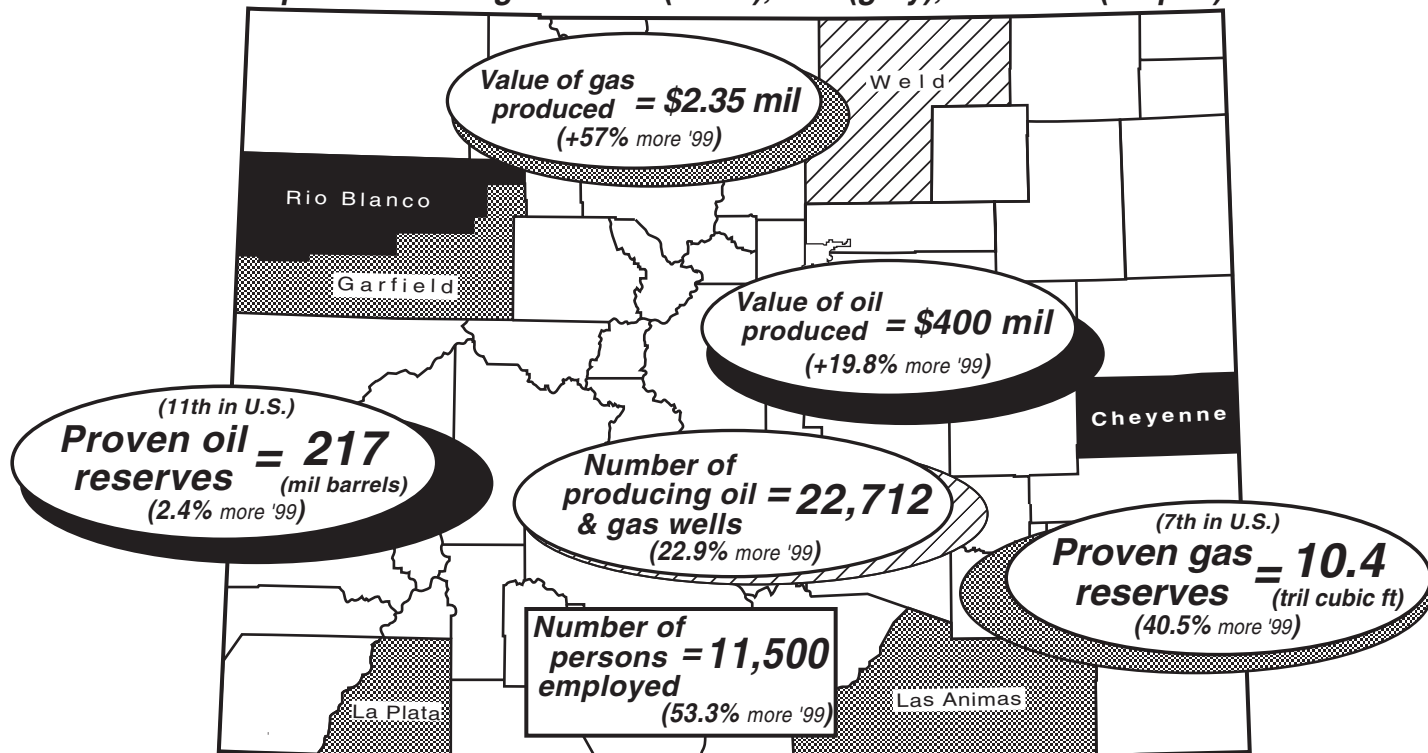 Value of gas
produced = $2.35 mil
(+57% more '99)
Weld
Rio Blanco
Garfield
Value of oil
produced = $400 mil
(+19.8% more '99)
Cheyenne
(11th in U.S.)
Proven oil
reserves = 217
(mil barrels)
(2.4% more '99)
Number of
producing oil = 22,712
& gas wells
(22.9% more '99)
(7th in U.S.)
Proven gas
reserves = 10.4
(tril cubic ft)
(40.5% more '99)
Number of
persons = 11,500
employed
(53.3% more '99)
La Plata
Las Animas